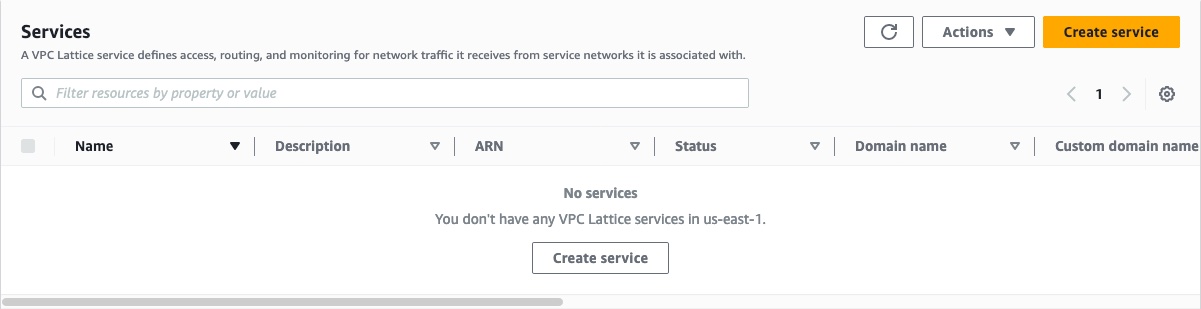 Services
Actions
Create service
A VPC Lattice service defines access, routing, and monitoring for network traffic it receives from service networks it is associated with.
Filter resources by property or value
1
Name Description ARN Status Domain name Custom domain name
No services
You don't have any VPC Lattice services in us-east-1.
Create service